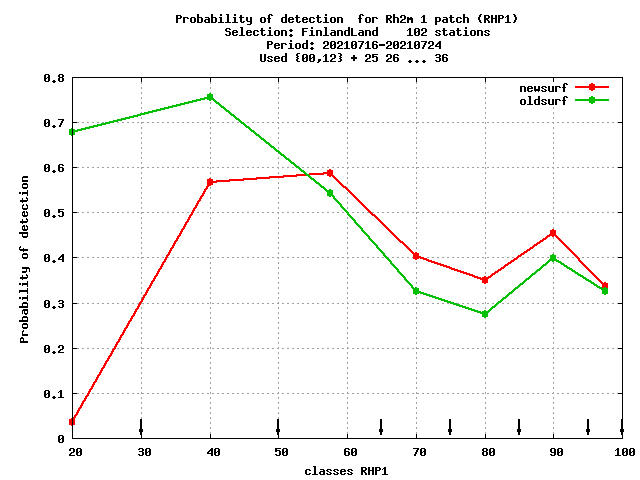 Probability of detection  for Rh2m 1 patch (RHP1)
Selection: FinlandLand    102 stations
Period: 20210716-20210724
Used {00,12} + 25 26 ... 36
newsurf
oldsurf
0.8
0.7
0.6
0.5
0.4
0.3
0.2
0.1
0
Probability of detection
20 30 40 50 60 70 80 90 100
classes RHP1